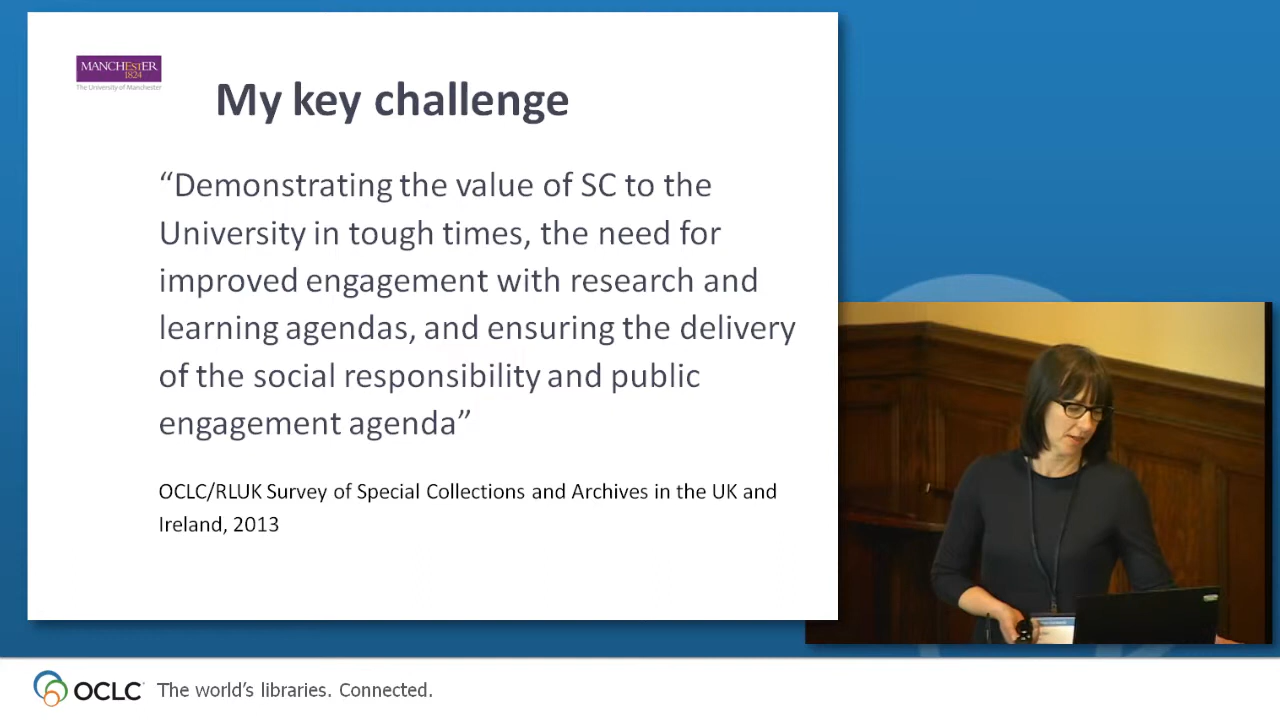 MANCHEstER
1824
The University of Manchester
My key challenge
“Demonstrating the value of SC to the
University in tough times, the need for
improved engagement with research and
learning agendas, and ensuring the delivery
of the social responsibility and public
engagement agenda”
OCLC/RLUK Survey of Special Collections and Archives in the UK and
Ireland, 2013
OCLC
The world’s libraries. Connected.